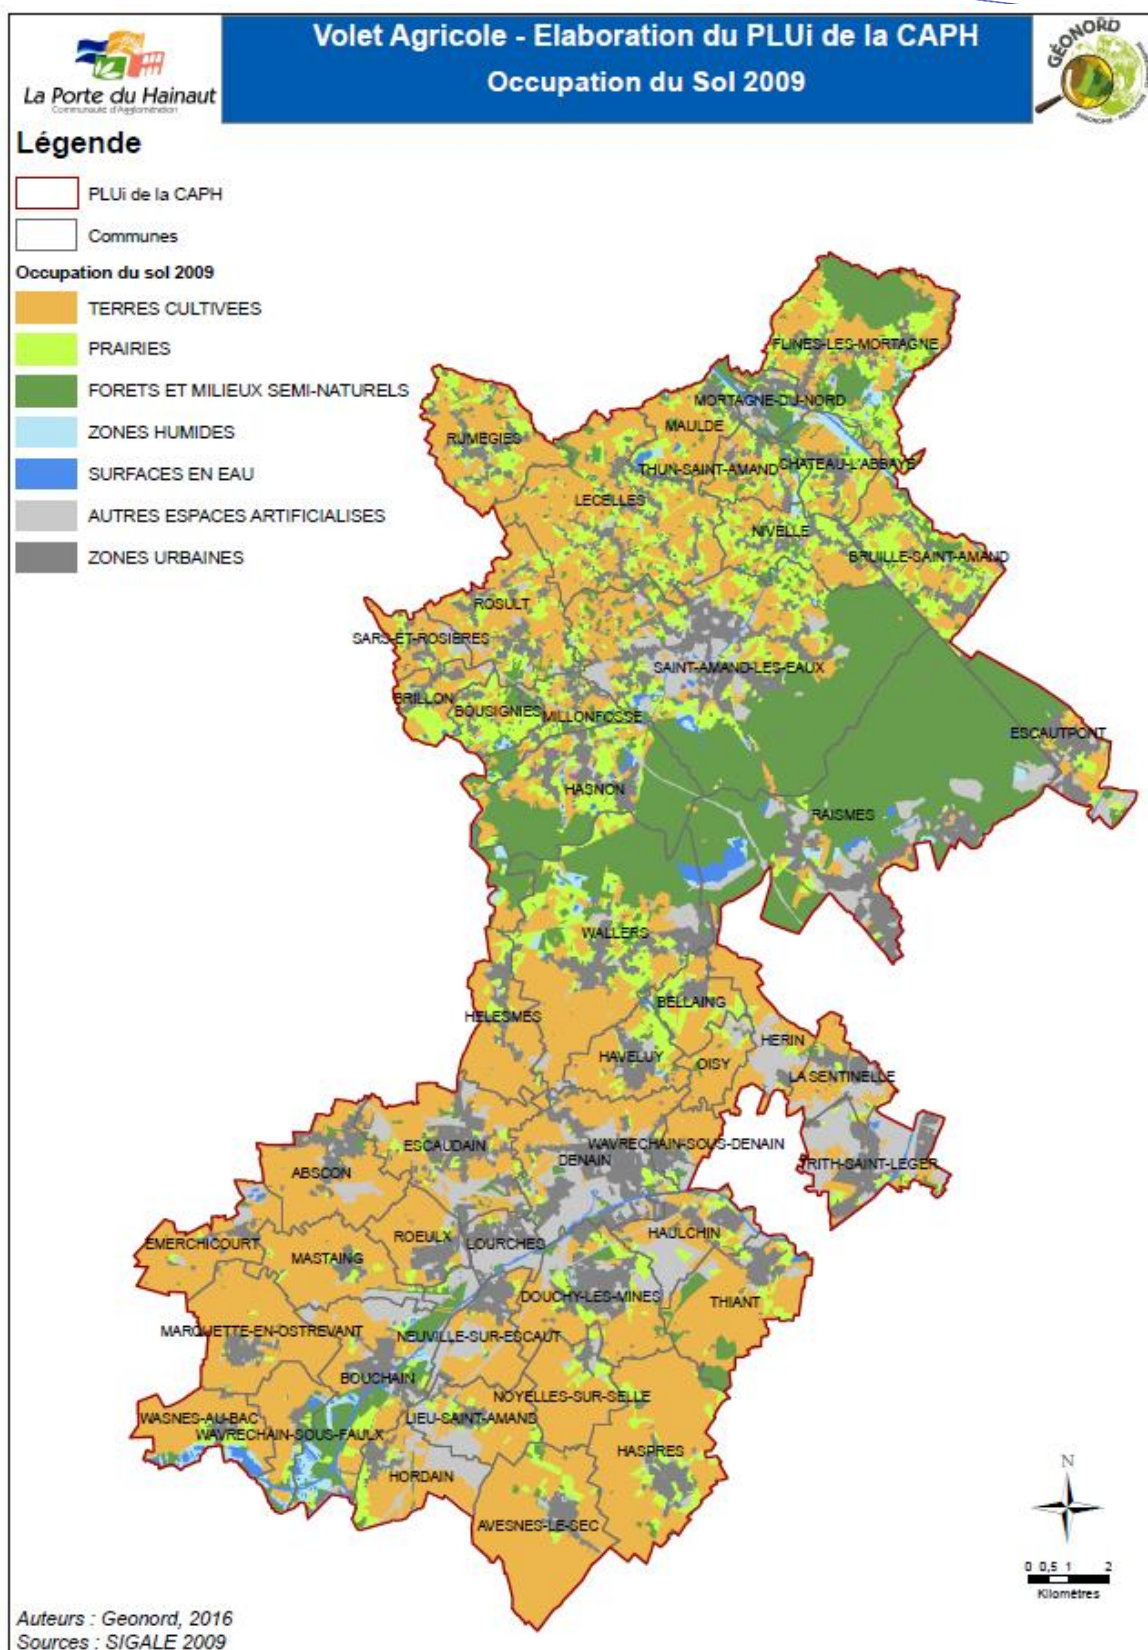 Volet Agricole - Elaboration du PLUi de la CAPH
Occupation du Sol 2009
La Porte du Hainaut
Communauté d'Agglomération
GÉONORD
Légende
PLUi de la CAPH
Communes
Occupation du sol 2009
TERRES CULTIVEES
PRAIRIES
FORETS ET MILIEUX SEMI-NATURELS
ZONES HUMIDES
SURFACES EN EAU
AUTRES ESPACES ARTIFICIALISES
ZONES URBAINES
FLINES-LES-MORTAGNE
MORTAGNE-DU-NORD
MAULDE
RUMEGIES
THUN-SAINT-AMAND
CHATEAU-L'ABBAYE
LECELLES
NIVELLE
BRUILLE-SAINT-AMAND
ROSULT
SARS-ET-ROSIERES
SAINT-AMAND-LES-EAUX
BRILLON
BOUSIGNIES
MILLONFOSSE
ESCAUTPONT
HASNON
RAISMES
WALLERS
BELLAING
HELESMES
HERIN
HAVELUY
OISY
LA SENTINELLE
ESCAUDAIN
WAVRECHAIN-SOUS-DENAIN
DENAIN
TRITH-SAINT-LEGER
ABSCON
EMERCHICOURT
ROEULX
LOURCHES
HAULCHIN
MASTAING
DOUCHY-LES-MINES
THIANT
MARQUETTE-EN-OSTREVANT
NEUVILLE-SUR-ESCAUT
BOUCHAIN
NOYELLES-SUR-SELLE
WASNES-AU-BAC
LIEU-SAINT-AMAND
WAVRECHAIN-SOUS-FAULX
HASPRES
HORDAIN
AVESNES-LE-SEC
N
0 0,5 1 2
Kilomètres
Auteurs : Geonord, 2016
Sources : SIGALE 2009